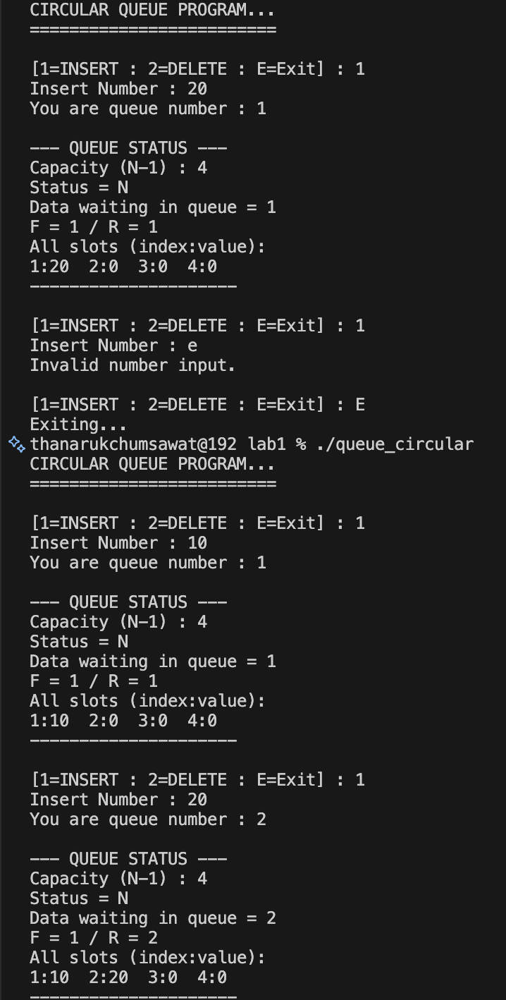 CIRCULAR QUEUE PROGRAM...
=========================
[1=INSERT : 2=DELETE : E=Exit] : 1
Insert Number : 20
You are queue number : 1
--- QUEUE STATUS ---
Capacity (N-1) : 4
Status = N
Data waiting in queue = 1
F = 1 / R = 1
All slots (index:value):
1:20  2:0  3:0  4:0
---------------------
[1=INSERT : 2=DELETE : E=Exit] : 1
Insert Number : e
Invalid number input.
[1=INSERT : 2=DELETE : E=Exit] : E
Exiting...
thanarukchumsawat@192 lab1 % ./queue_circular
CIRCULAR QUEUE PROGRAM...
=========================
[1=INSERT : 2=DELETE : E=Exit] : 1
Insert Number : 10
You are queue number : 1
--- QUEUE STATUS ---
Capacity (N-1) : 4
Status = N
Data waiting in queue = 1
F = 1 / R = 1
All slots (index:value):
1:10  2:0  3:0  4:0
---------------------
[1=INSERT : 2=DELETE : E=Exit] : 1
Insert Number : 20
You are queue number : 2
--- QUEUE STATUS ---
Capacity (N-1) : 4
Status = N
Data waiting in queue = 2
F = 1 / R = 2
All slots (index:value):
1:10  2:20  3:0  4:0
---------------------